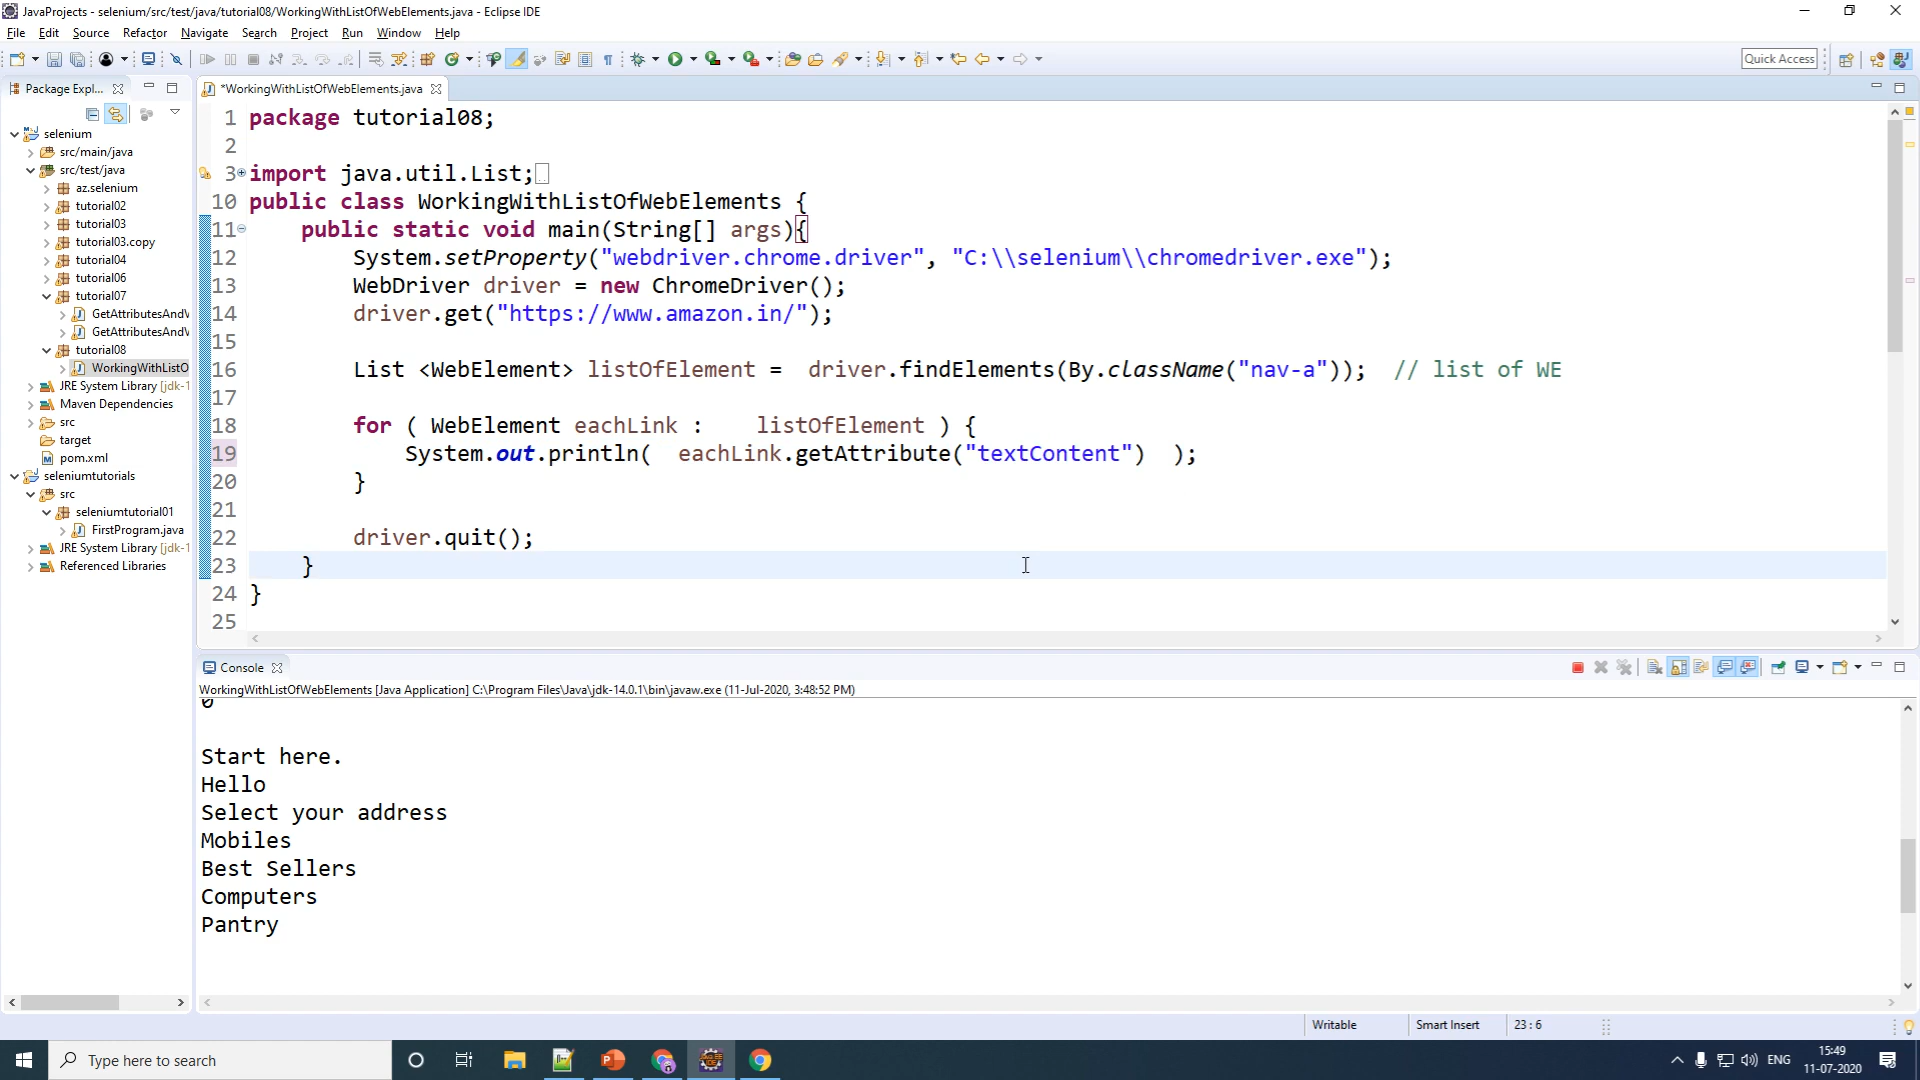 JavaProjects - selenium/src/test/java/tutorial08/WorkingWithListOfWebElements.java - Eclipse IDE
File Edit Source Refactor Navigate Search Project Run Window Help
Quick Access
Package Expl...
*WorkingWithListOfWebElements.java
selenium
src/main/java
src/test/java
az.selenium
tutorial02
tutorial03
tutorial03.copy
tutorial04
tutorial06
tutorial07
GetAttributesAndV
GetAttributesAndV
tutorial08
WorkingWithListO
JRE System Library [jdk-1
Maven Dependencies
src
target
pom.xml
seleniumtutorials
src
seleniumtutorial01
FirstProgram.java
JRE System Library [jdk-1
Referenced Libraries
1 package tutorial08;
2
3 import java.util.List;
10 public class WorkingWithListOfWebElements {
11 public static void main(String[] args){
12 System.setProperty("webdriver.chrome.driver", "C:\\selenium\\chromedriver.exe");
13 WebDriver driver = new ChromeDriver();
14 driver.get("https://www.amazon.in/");
15
16 List <WebElement> listOfElement = driver.findElements(By.className("nav-a")); // list of WE
17
18 for ( WebElement eachLink : listOfElement ) {
19 System.out.println( eachLink.getAttribute("textContent") );
20 }
21
22 driver.quit();
23 }
24 }
25
Console
WorkingWithListOfWebElements [Java Application] C:\Program Files\Java\jdk-14.0.1\bin\javaw.exe (11-Jul-2020, 3:48:52 PM)
0
Start here.
Hello
Select your address
Mobiles
Best Sellers
Computers
Pantry
Writable Smart Insert 23 : 6
Type here to search
ENG
15:49
11-07-2020